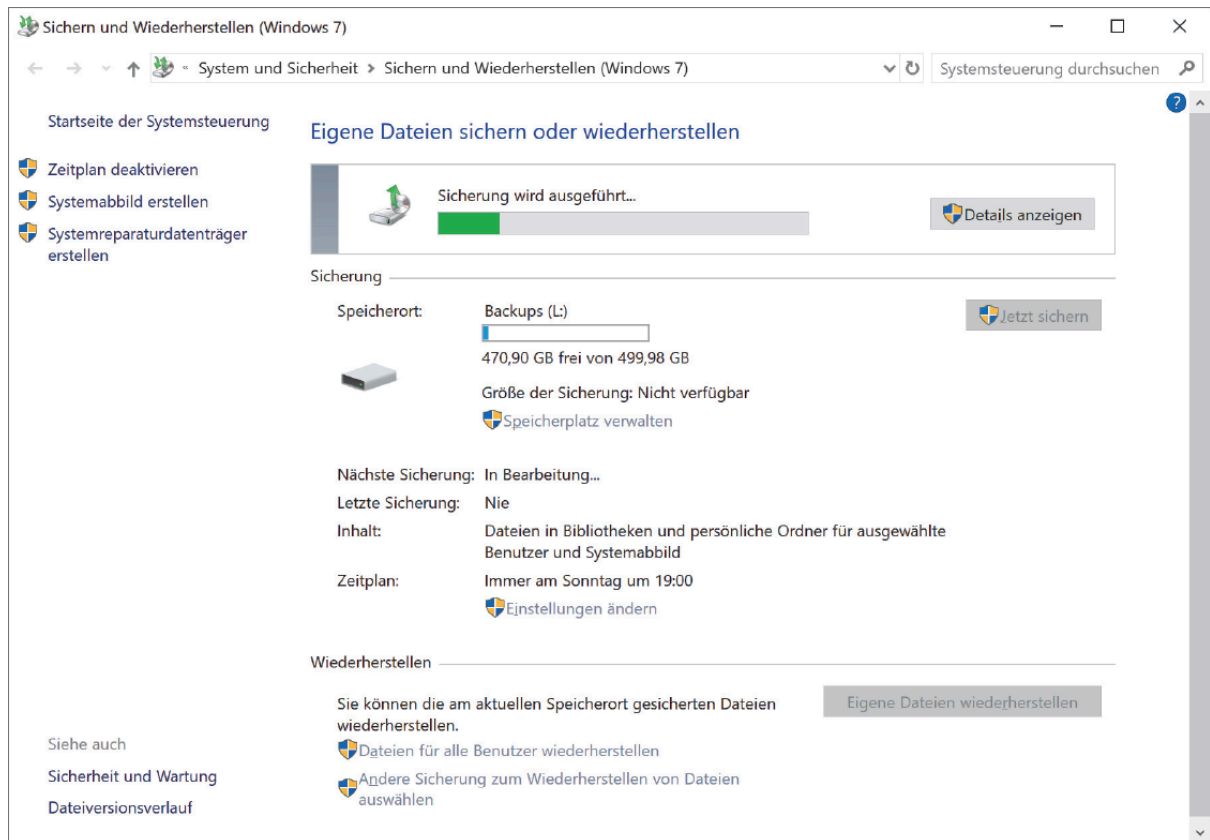 Sichern und Wiederherstellen (Windows 7)
« System und Sicherheit > Sichern und Wiederherstellen (Windows 7)
Systemsteuerung durchsuchen
?
Startseite der Systemsteuerung
Zeitplan deaktivieren
Systemabbild erstellen
Systemreparaturdatenträger
erstellen
Eigene Dateien sichern oder wiederherstellen
Sicherung wird ausgeführt...
Details anzeigen
Sicherung
Speicherort:
Backups (L:)
Jetzt sichern
470,90 GB frei von 499,98 GB
Größe der Sicherung: Nicht verfügbar
Speicherplatz verwalten
Nächste Sicherung: In Bearbeitung...
Letzte Sicherung: Nie
Inhalt: Dateien in Bibliotheken und persönliche Ordner für ausgewählte
Benutzer und Systemabbild
Zeitplan: Immer am Sonntag um 19:00
Einstellungen ändern
Wiederherstellen
Sie können die am aktuellen Speicherort gesicherten Dateien
wiederherstellen.
Eigene Dateien wiederherstellen
Dateien für alle Benutzer wiederherstellen
Andere Sicherung zum Wiederherstellen von Dateien
auswählen
Siehe auch
Sicherheit und Wartung
Dateiversionsverlauf